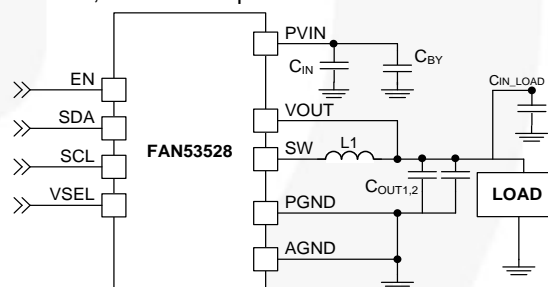 EN
SDA
SCL
VSEL
FAN53528
PVIN
VOUT
SW
PGND
AGND
CIN
CBY
L1
COUT1,2
CIN_LOAD
LOAD